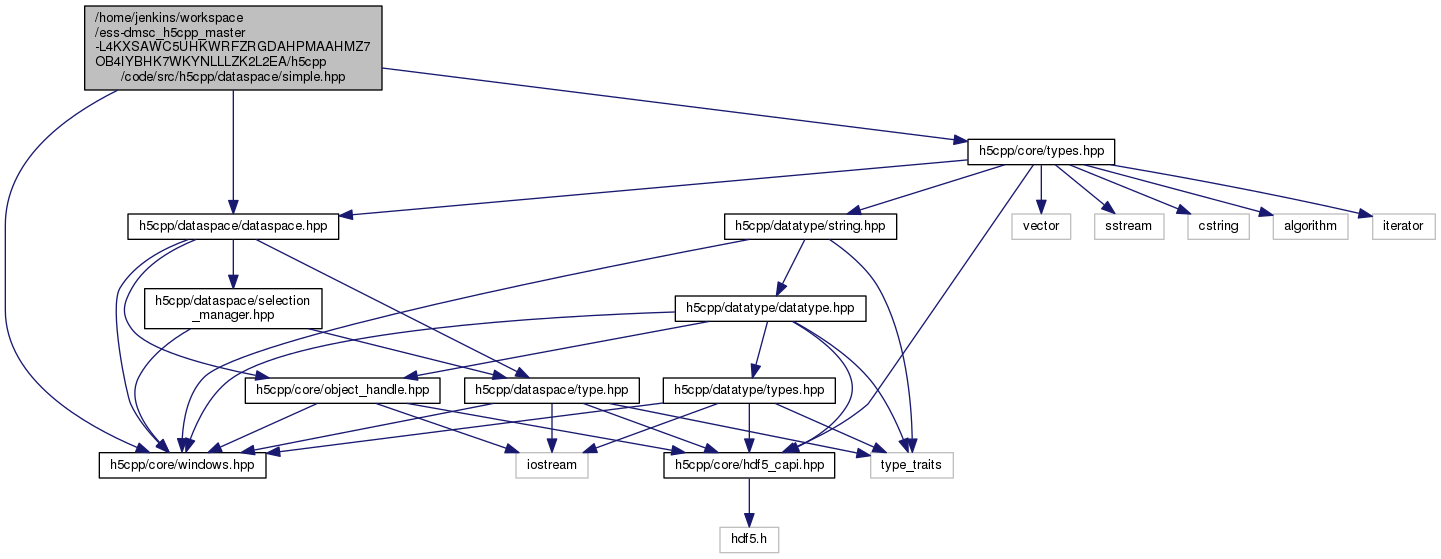 /home/jenkins/workspace
/ess-dmsc_h5cpp_master
-L4KXSAWC5UHKWRFZRGDAHPMAAHMZ7
OB4IYBHK7WKYNLLLZK2L2EA/h5cpp
/code/src/h5cpp/dataspace/simple.hpp
h5cpp/core/types.hpp
h5cpp/dataspace/dataspace.hpp
h5cpp/datatype/string.hpp
vector
sstream
cstring
algorithm
iterator
h5cpp/dataspace/selection
_manager.hpp
h5cpp/datatype/datatype.hpp
h5cpp/core/object_handle.hpp
h5cpp/dataspace/type.hpp
h5cpp/datatype/types.hpp
h5cpp/core/windows.hpp
iostream
h5cpp/core/hdf5_capi.hpp
type_traits
hdf5.h